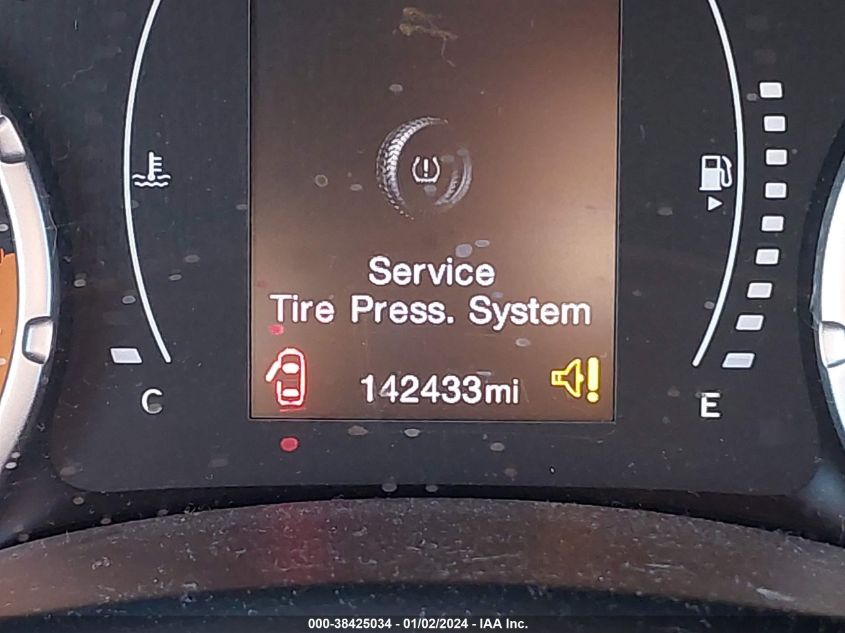 Service
Tire Press. System
142433mi
C
E
000-38425034 - 01/02/2024 - IAA Inc.